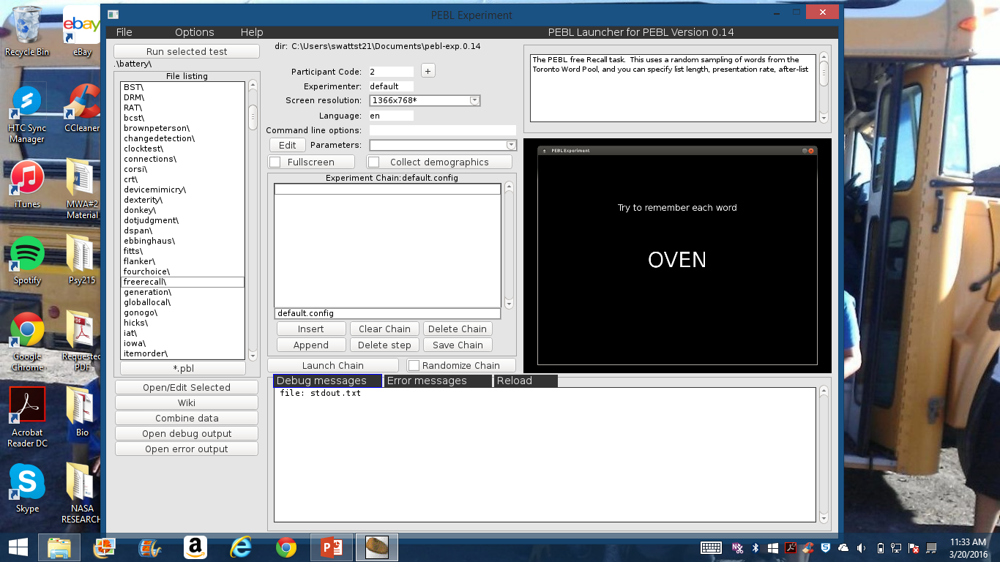 PEBL Experiment
File Options Help PEBL Launcher for PEBL Version 0.14
Run selected test
.\battery\
File listing
BST\
DRM\
RAT\
bcst\
brownpeterson\
changedetection\
clocktest\
connections\
corsi\
crt\
devicemimicry\
dexterity\
donkey\
dotjudgment\
dspan\
ebbinghaus\
fitts\
flanker\
fourchoice\
freerecall\
generation\
globallocal\
gonogo\
hicks\
iat\
iowa\
itemorder\
*.pbl
Open/Edit Selected
Wiki
Combine data
Open debug output
Open error output
dir: C:\Users\swattst21\Documents\pebl-exp.0.14
Participant Code: 2 +
Experimenter: default
Screen resolution: 1366x768*
Language: en
Command line options:
Edit Parameters:
Fullscreen Collect demographics
Experiment Chain:default.config
default.config
Insert Clear Chain Delete Chain
Append Delete step Save Chain
Launch Chain Randomize Chain
The PEBL free Recall task. This uses a random sampling of words from the
Toronto Word Pool, and you can specify list length, presentation rate, after-list
PEBL Experiment
Try to remember each word
OVEN
Debug messages Error messages Reload
file: stdout.txt
Recycle Bin
ebay
eBay
HTC Sync
Manager
CCleaner
iTunes
MWA#2
Material
Spotify
Psy215
Google
Chrome
PDF
Requested
PDF
Acrobat
Reader DC
Bio
Skype
NASA
RESEARCH
11:33 AM
3/20/2016